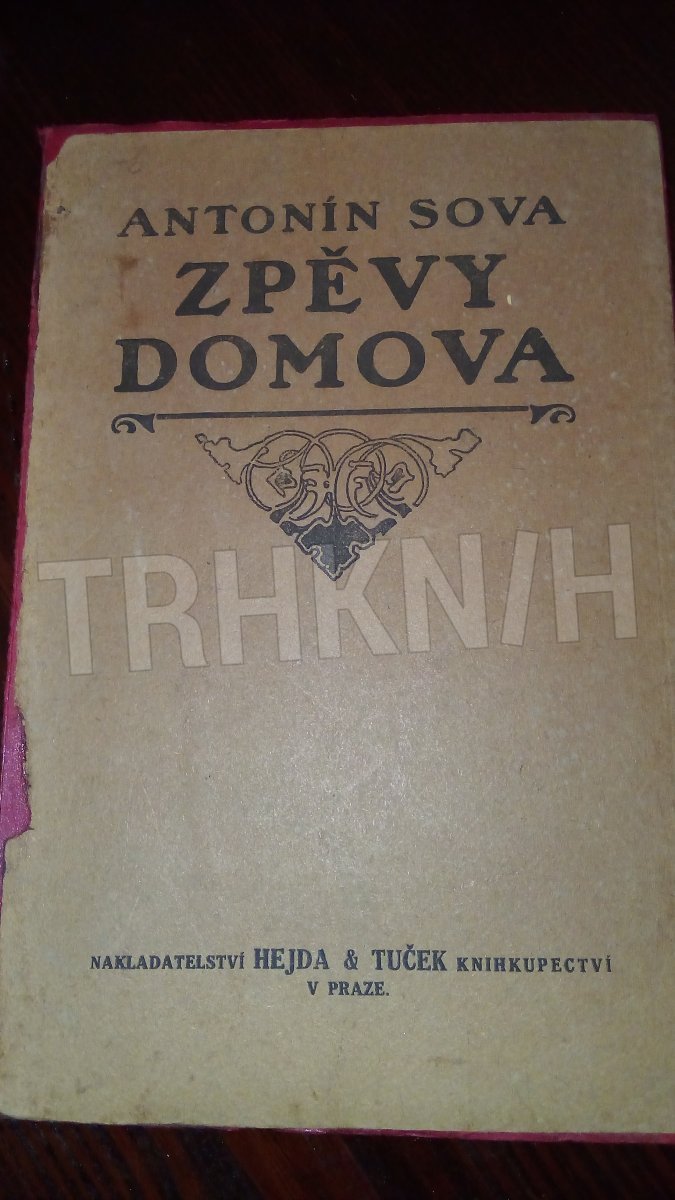 ANTONÍN SOVA
ZPĚVY
DOMOVA
TRHKNIH
NAKLADATELSTVÍ HEJDA & TUČEK KNIHKUPECTVÍ
V PRAZE.